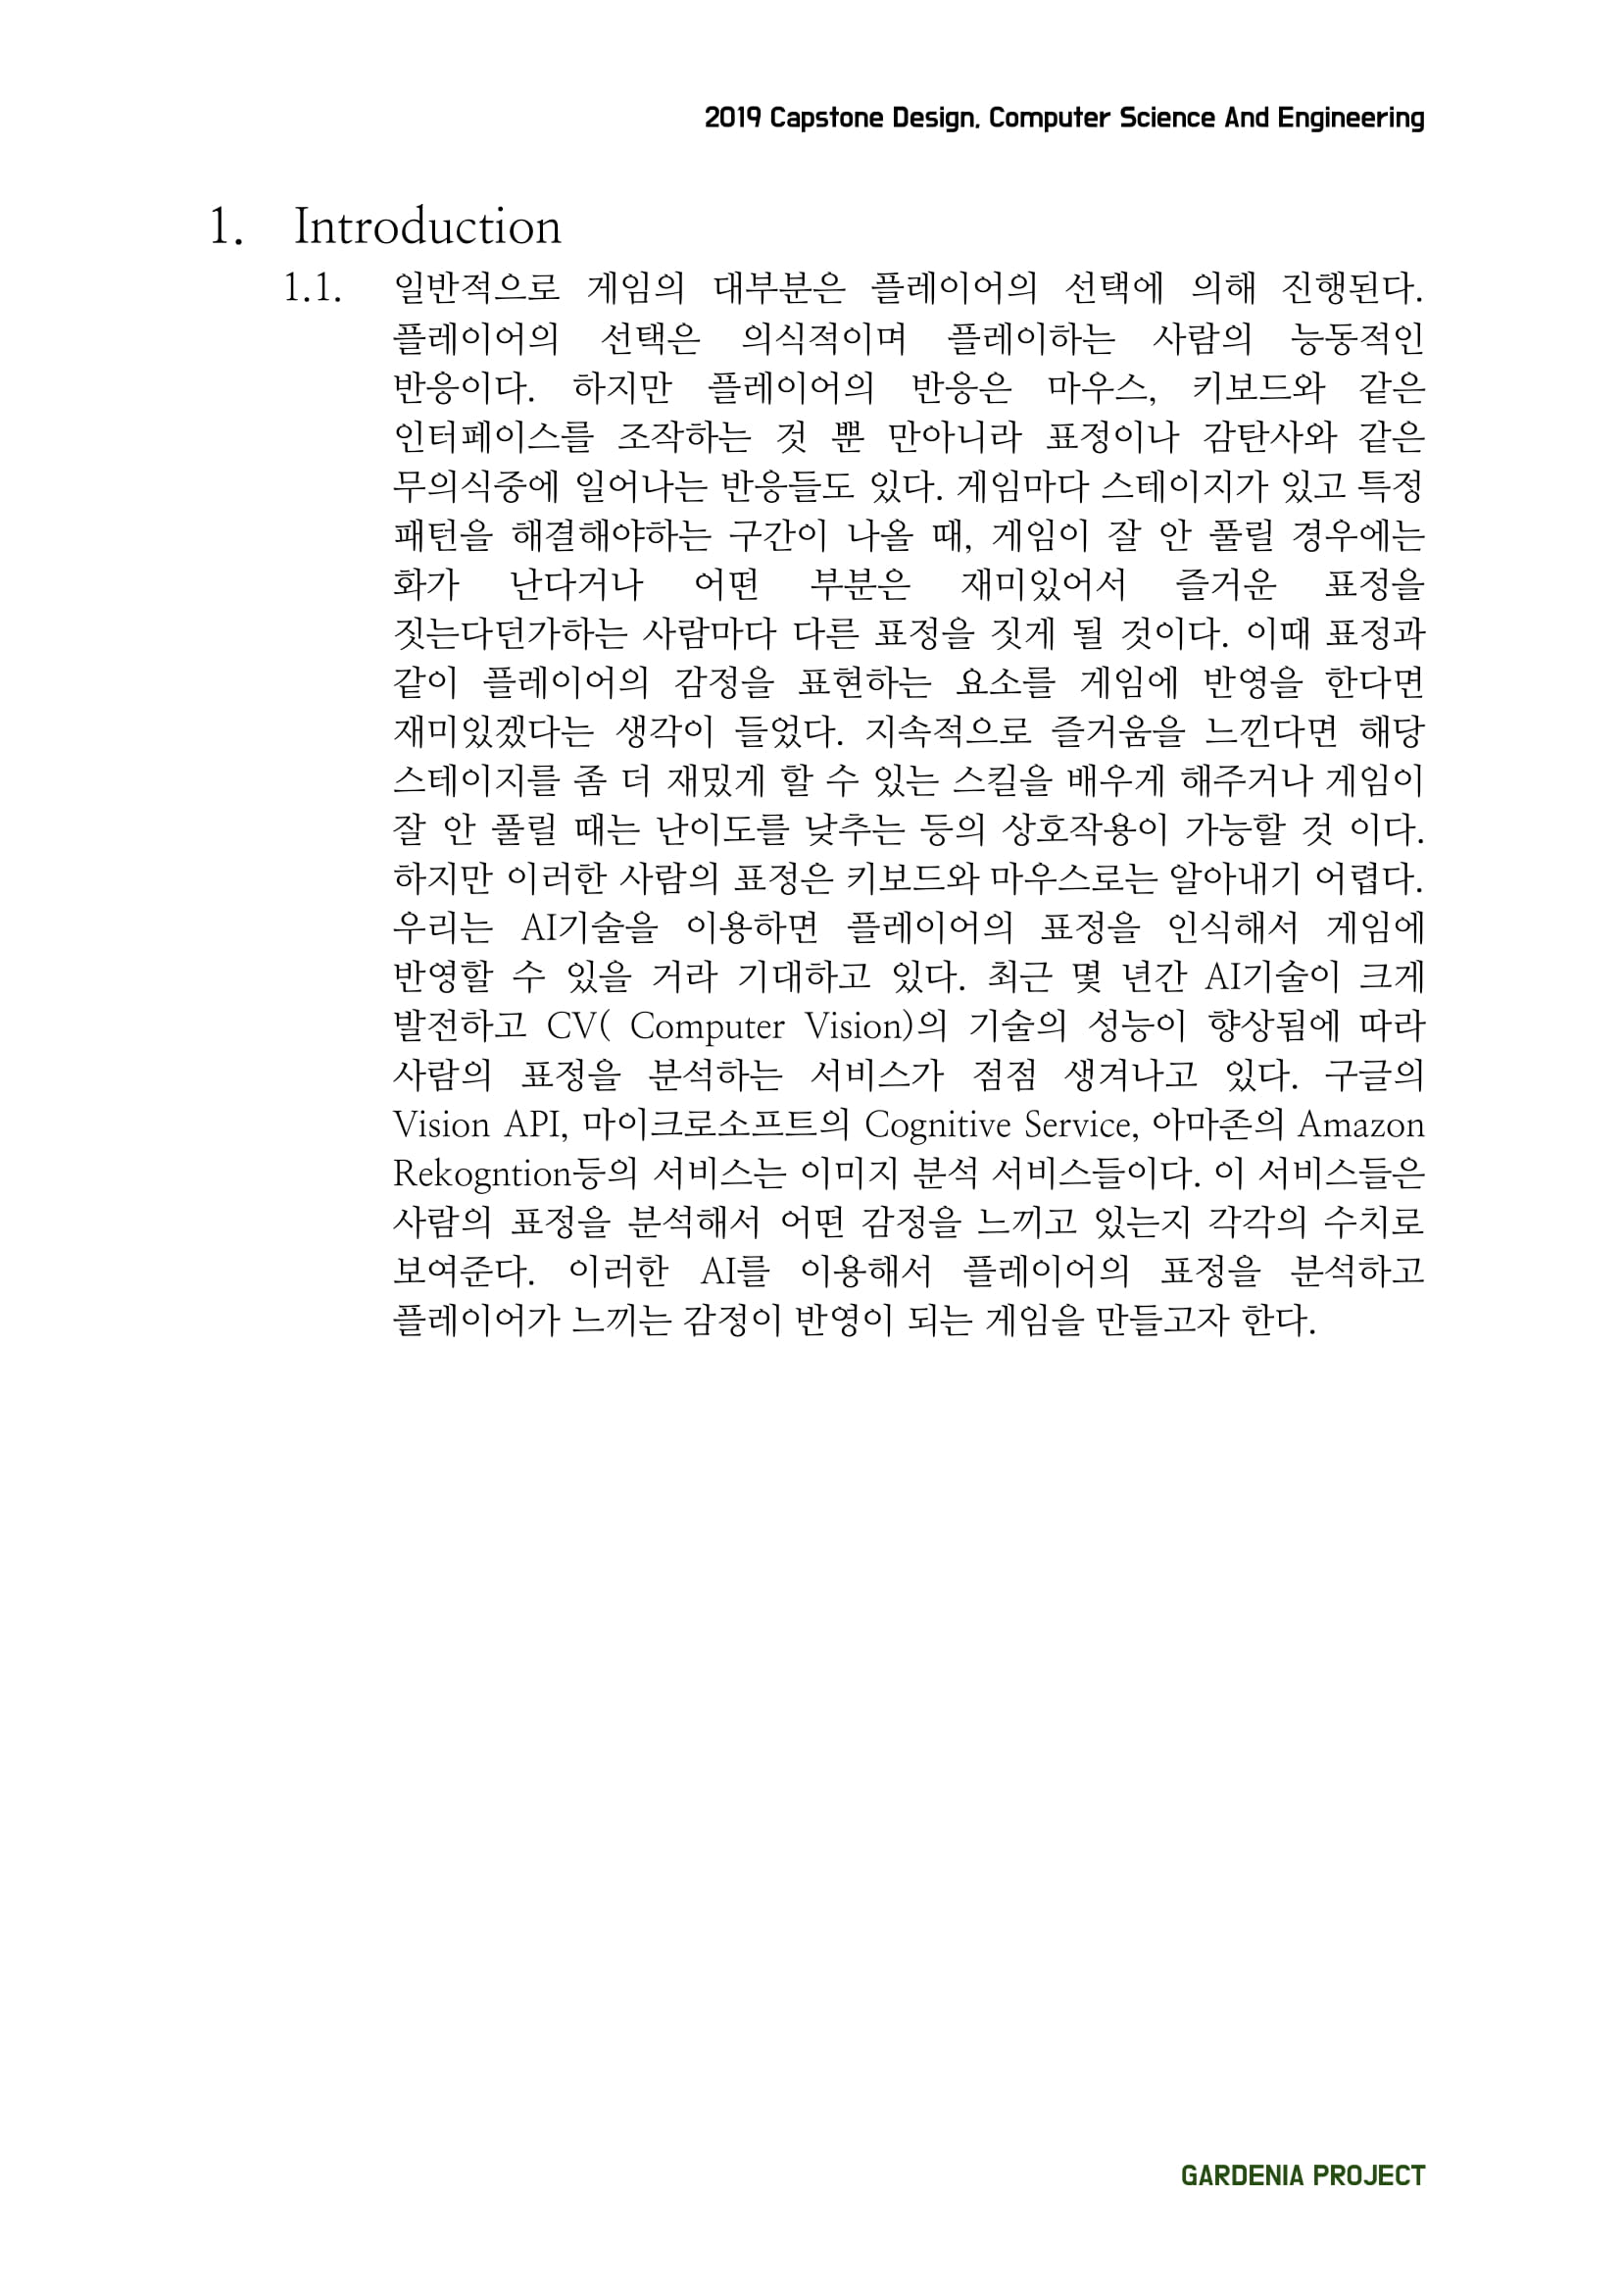 2019 Capstone Design, Computer Science And Engineering
1. Introduction
1.1. 일반적으로 게임의 대부분은 플레이어의 선택에 의해 진행된다.
플레이어의 선택은 의식적이며 플레이하는 사람의 능동적인
반응이다. 하지만 플레이어의 반응은 마우스, 키보드와 같은
인터페이스를 조작하는 것 뿐 만아니라 표정이나 감탄사와 같은
무의식중에 일어나는 반응들도 있다. 게임마다 스테이지가 있고 특정
패턴을 해결해야하는 구간이 나올 때, 게임이 잘 안 풀릴 경우에는
화가 난다거나 어떤 부분은 재미있어서 즐거운 표정을
짓는다던가하는 사람마다 다른 표정을 짓게 될 것이다. 이때 표정과
같이 플레이어의 감정을 표현하는 요소를 게임에 반영을 한다면
재미있겠다는 생각이 들었다. 지속적으로 즐거움을 느낀다면 해당
스테이지를 좀 더 재밌게 할 수 있는 스킬을 배우게 해주거나 게임이
잘 안 풀릴 때는 난이도를 낮추는 등의 상호작용이 가능할 것 이다.
하지만 이러한 사람의 표정은 키보드와 마우스로는 알아내기 어렵다.
우리는 AI기술을 이용하면 플레이어의 표정을 인식해서 게임에
반영할 수 있을 거라 기대하고 있다. 최근 몇 년간 AI기술이 크게
발전하고 CV( Computer Vision)의 기술의 성능이 향상됨에 따라
사람의 표정을 분석하는 서비스가 점점 생겨나고 있다. 구글의
Vision API, 마이크로소프트의 Cognitive Service, 아마존의 Amazon
Rekogntion등의 서비스는 이미지 분석 서비스들이다. 이 서비스들은
사람의 표정을 분석해서 어떤 감정을 느끼고 있는지 각각의 수치로
보여준다. 이러한 AI를 이용해서 플레이어의 표정을 분석하고
플레이어가 느끼는 감정이 반영이 되는 게임을 만들고자 한다.
GARDENIA PROJECT